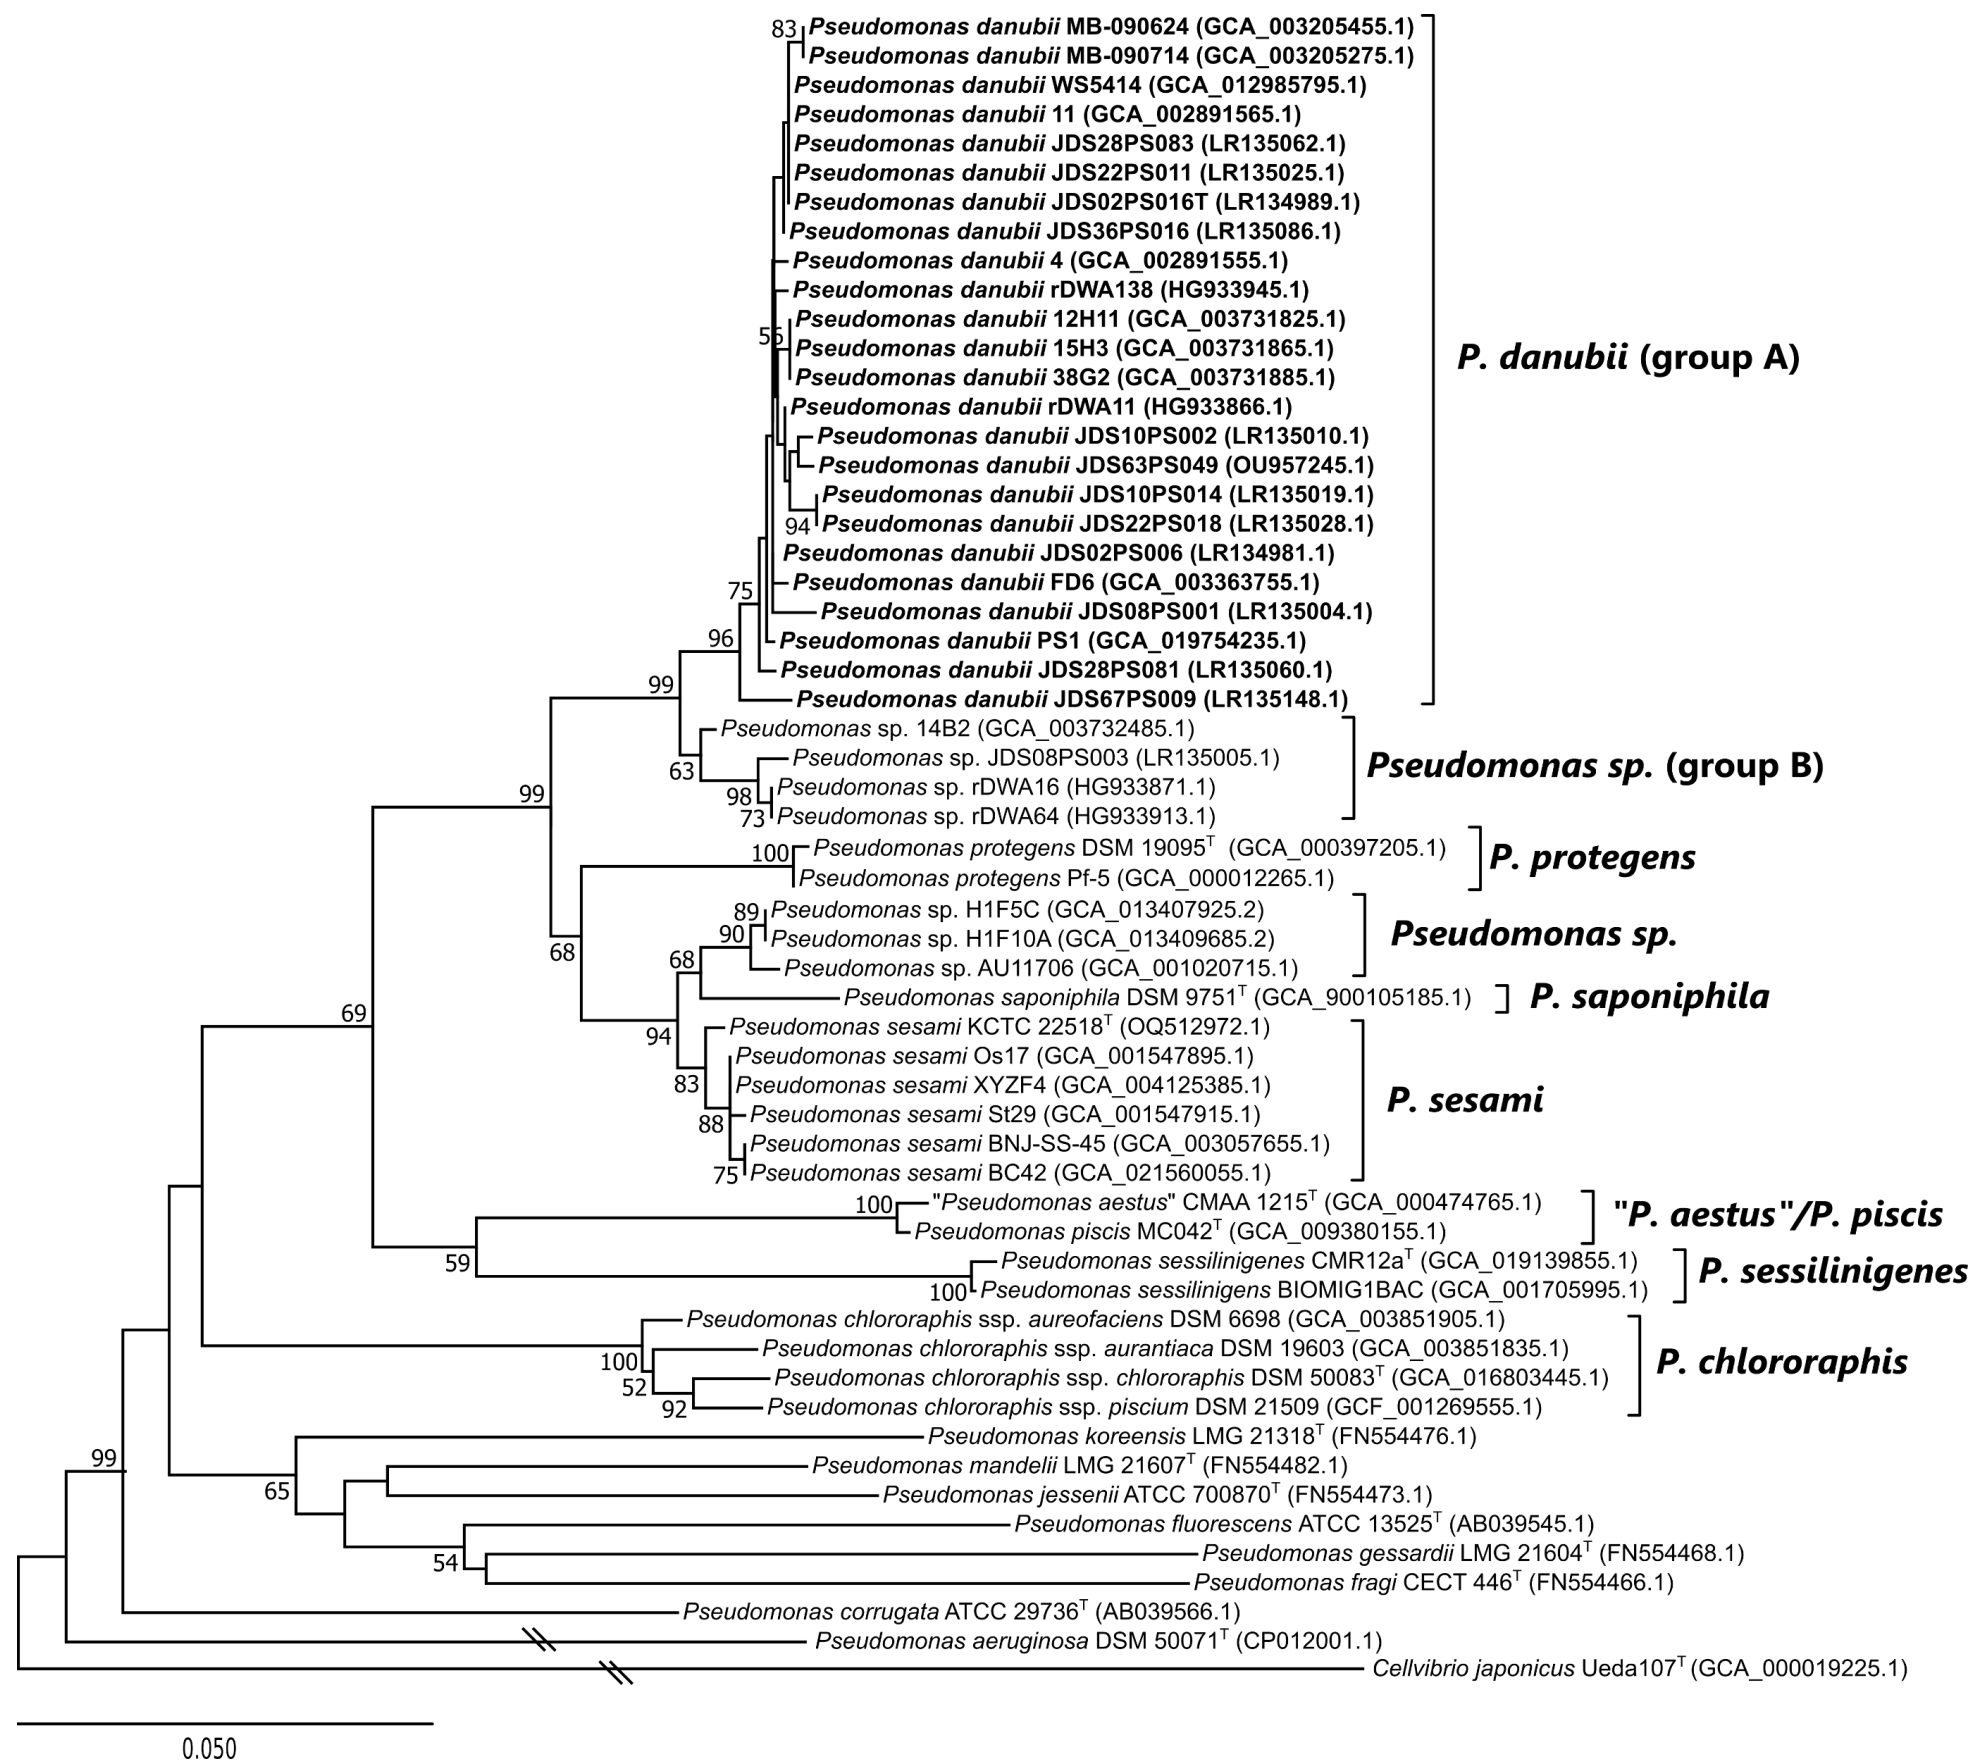 83
Pseudomonas danubii MB-090624 (GCA_003205455.1)
Pseudomonas danubii MB-090714 (GCA_003205275.1)
Pseudomonas danubii WS5414 (GCA_012985795.1)
Pseudomonas danubii 11 (GCA_002891565.1)
Pseudomonas danubii JDS28PS083 (LR135062.1)
Pseudomonas danubii JDS22PS011 (LR135025.1)
Pseudomonas danubii JDS02PS016T (LR134989.1)
Pseudomonas danubii JDS36PS016 (LR135086.1)
Pseudomonas danubii 4 (GCA_002891555.1)
Pseudomonas danubii rDWA138 (HG933945.1)
Pseudomonas danubii 12H11 (GCA_003731825.1)
56
Pseudomonas danubii 15H3 (GCA_003731865.1)
P. danubii (group A)
Pseudomonas danubii 38G2 (GCA_003731885.1)
Pseudomonas danubii rDWA11 (HG933866.1)
Pseudomonas danubii JDS10PS002 (LR135010.1)
Pseudomonas danubii JDS63PS049 (OU957245.1)
Pseudomonas danubii JDS10PS014 (LR135019.1)
94
Pseudomonas danubii JDS22PS018 (LR135028.1)
Pseudomonas danubii JDS02PS006 (LR134981.1)
Pseudomonas danubii FD6 (GCA_003363755.1)
75
Pseudomonas danubii JDS08PS001 (LR135004.1)
96
Pseudomonas danubii PS1 (GCA_019754235.1)
Pseudomonas danubii JDS28PS081 (LR135060.1)
99
Pseudomonas danubii JDS67PS009 (LR135148.1)
Pseudomonas sp. 14B2 (GCA_003732485.1)
Pseudomonas sp. JDS08PS003 (LR135005.1)
Pseudomonas sp. (group B)
63
Pseudomonas sp. rDWA16 (HG933871.1)
98
99
Pseudomonas sp. rDWA64 (HG933913.1)
73
Pseudomonas protegens DSM 19095T (GCA_000397205.1)
100
P. protegens
Pseudomonas protegens Pf-5 (GCA_000012265.1)
89
Pseudomonas sp. H1F5C (GCA_013407925.2)
90
Pseudomonas sp. H1F10A (GCA_013409685.2)
Pseudomonas sp.
68
68
Pseudomonas sp. AU11706 (GCA_001020715.1)
Pseudomonas saponiphila DSM 9751T (GCA_900105185.1)
P. saponiphila
69
Pseudomonas sesami KCTC 22518T (OQ512972.1)
94
Pseudomonas sesami Os17 (GCA_001547895.1)
83
Pseudomonas sesami XYZF4 (GCA_004125385.1)
P. sesami
Pseudomonas sesami St29 (GCA_001547915.1)
88
Pseudomonas sesami BNJ-SS-45 (GCA_003057655.1)
75
Pseudomonas sesami BC42 (GCA_021560055.1)
100
"Pseudomonas aestus" CMAA 1215T (GCA_000474765.1)
"P. aestus"/P. piscis
Pseudomonas piscis MC042T (GCA_009380155.1)
59
Pseudomonas sessilinigenes CMR12aT (GCA_019139855.1)
P. sessilinigenes
100
Pseudomonas sessilinigens BIOMIG1BAC (GCA_001705995.1)
Pseudomonas chlororaphis ssp. aureofaciens DSM 6698 (GCA_003851905.1)
100
Pseudomonas chlororaphis ssp. aurantiaca DSM 19603 (GCA_003851835.1)
P. chlororaphis
52
Pseudomonas chlororaphis ssp. chlororaphis DSM 50083T (GCA_016803445.1)
92
Pseudomonas chlororaphis ssp. piscium DSM 21509 (GCF_001269555.1)
Pseudomonas koreensis LMG 21318T (FN554476.1)
99
Pseudomonas mandelii LMG 21607T (FN554482.1)
65
Pseudomonas jessenii ATCC 700870T (FN554473.1)
Pseudomonas fluorescens ATCC 13525T (AB039545.1)
54
Pseudomonas gessardii LMG 21604T (FN554468.1)
Pseudomonas fragi CECT 446T (FN554466.1)
Pseudomonas corrugata ATCC 29736T (AB039566.1)
Pseudomonas aeruginosa DSM 50071T (CP012001.1)
Cellvibrio japonicus Ueda107T (GCA_000019225.1)
0.050